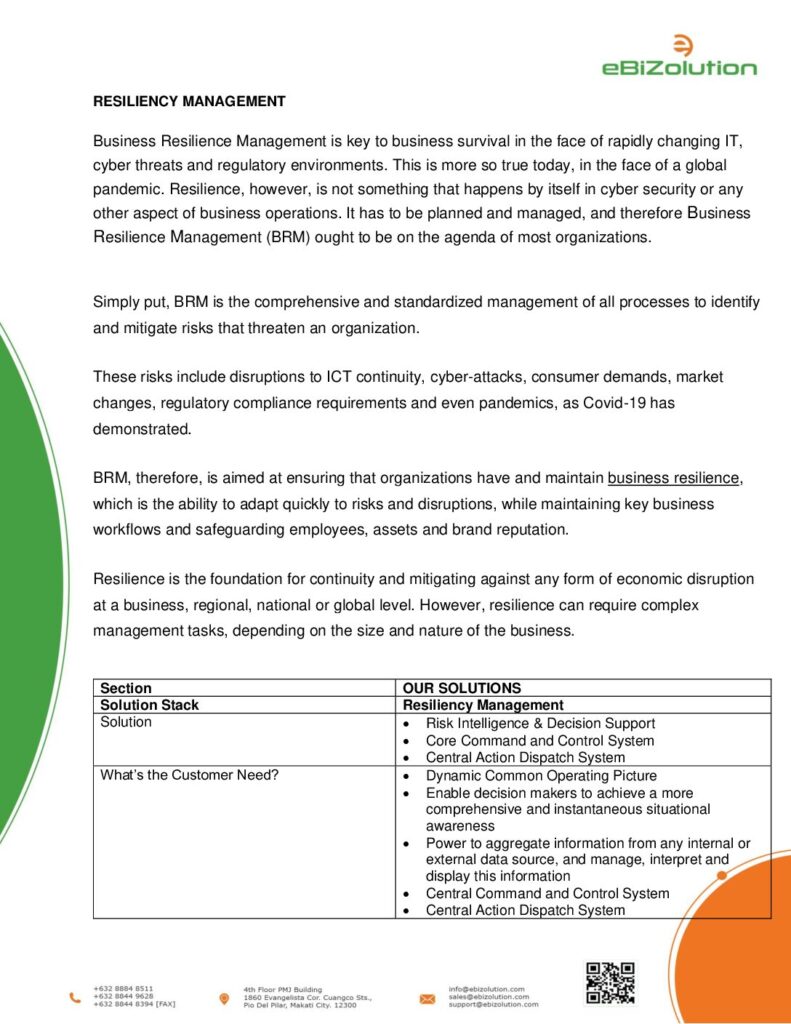 eBiZolution
RESILIENCY MANAGEMENT
Business Resilience Management is key to business survival in the face of rapidly changing IT,
cyber threats and regulatory environments. This is more so true today, in the face of a global
pandemic. Resilience, however, is not something that happens by itself in cyber security or any
other aspect of business operations. It has to be planned and managed, and therefore Business
Resilience Management (BRM) ought to be on the agenda of most organizations.
Simply put, BRM is the comprehensive and standardized management of all processes to identify
and mitigate risks that threaten an organization.
These risks include disruptions to ICT continuity, cyber-attacks, consumer demands, market
changes, regulatory compliance requirements and even pandemics, as Covid-19 has
demonstrated.
BRM, therefore, is aimed at ensuring that organizations have and maintain business resilience,
which is the ability to adapt quickly to risks and disruptions, while maintaining key business
workflows and safeguarding employees, assets and brand reputation.
Resilience is the foundation for continuity and mitigating against any form of economic disruption
at a business, regional, national or global level. However, resilience can require complex
management tasks, depending on the size and nature of the business.
Section OUR SOLUTIONS
Solution Stack Resiliency Management
Solution • Risk Intelligence & Decision Support
• Core Command and Control System
• Central Action Dispatch System
What's the Customer Need? • Dynamic Common Operating Picture
• Enable decision makers to achieve a more
comprehensive and instantaneous situational
awareness
• Power to aggregate information from any internal or
external data source, and manage, interpret and
display this information
• Central Command and Control System
• Central Action Dispatch System
+632 8884 8511
+632 8844 9628
+632 8844 8394 [FAX]
4th Floor PMJ Building
1860 Evangelista Cor. Cuangco Sts.,
Pio Del Pilar, Makati City. 12300
info@ebizolution.com
sales@ebizolution.com
support@ebizolution.com